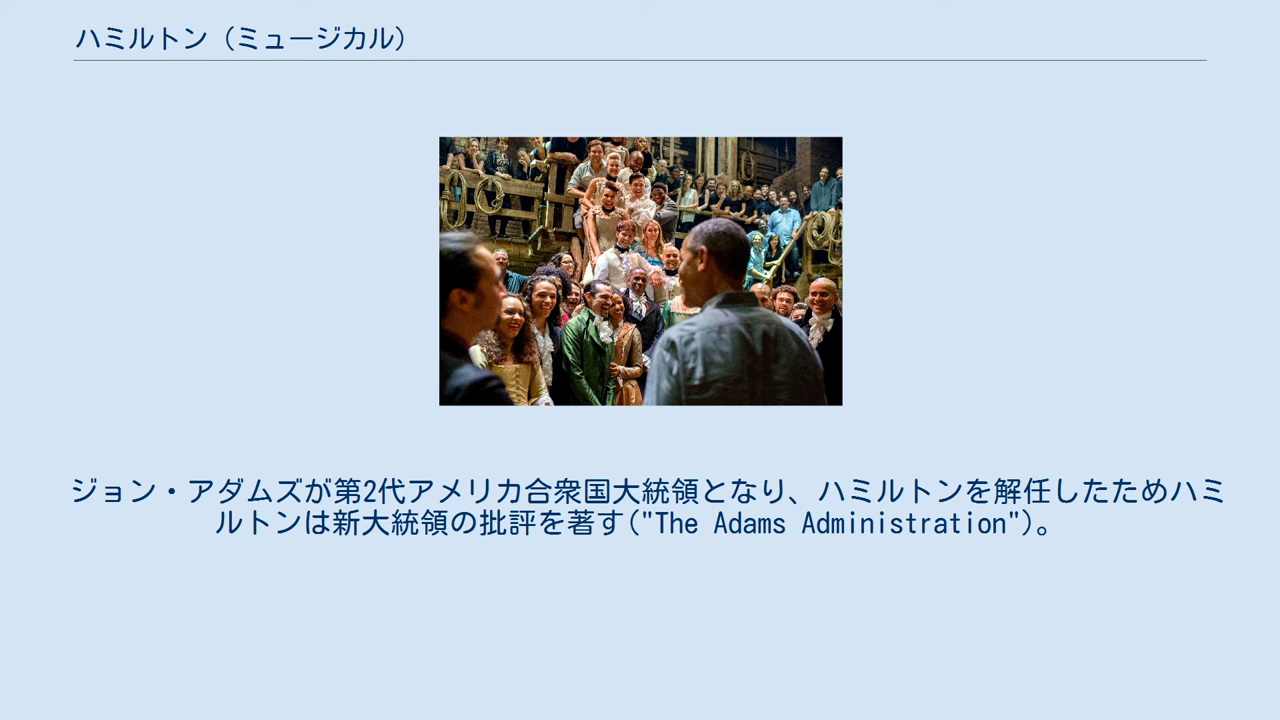 ハミルトン（ミュージカル）
ジョン・アダムズが第2代アメリカ合衆国大統領となり、ハミルトンを解任したためハミ
ルトンは新大統領の批評を著す("The Adams Administration")。